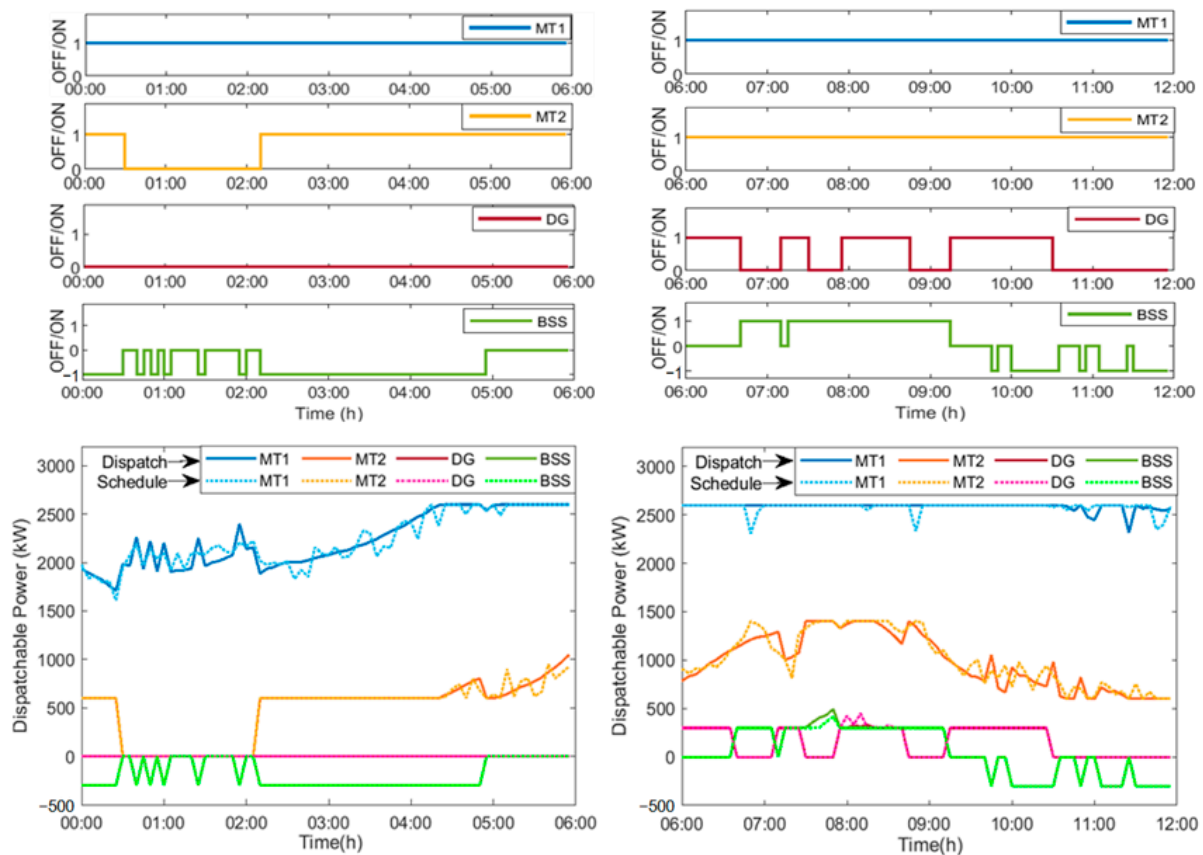 MT1
OFF/ON
1
0
00:00 01:00 02:00 03:00 04:00 05:00 06:00
MT2
OFF/ON
1
0
00:00 01:00 02:00 03:00 04:00 05:00 06:00
DG
OFF/ON
1
0
00:00 01:00 02:00 03:00 04:00 05:00 06:00
BSS
OFF/ON
1
0
−1
00:00 01:00 02:00 03:00 04:00 05:00 06:00
Time (h)
MT1
OFF/ON
1
0
06:00 07:00 08:00 09:00 10:00 11:00 12:00
MT2
OFF/ON
1
0
06:00 07:00 08:00 09:00 10:00 11:00 12:00
DG
OFF/ON
1
0
06:00 07:00 08:00 09:00 10:00 11:00 12:00
BSS
OFF/ON
1
0
−1
06:00 07:00 08:00 09:00 10:00 11:00 12:00
Time (h)
Dispatch MT1 MT2 DG BSS
Schedule MT1 MT2 DG BSS
Dispatchable Power (kW)
3000
2500
2000
1500
1000
500
0
−500
00:00 01:00 02:00 03:00 04:00 05:00 06:00
Time(h)
Dispatch MT1 MT2 DG BSS
Schedule MT1 MT2 DG BSS
Dispatchable Power (kW)
3000
2500
2000
1500
1000
500
0
−500
06:00 07:00 08:00 09:00 10:00 11:00 12:00
Time(h)